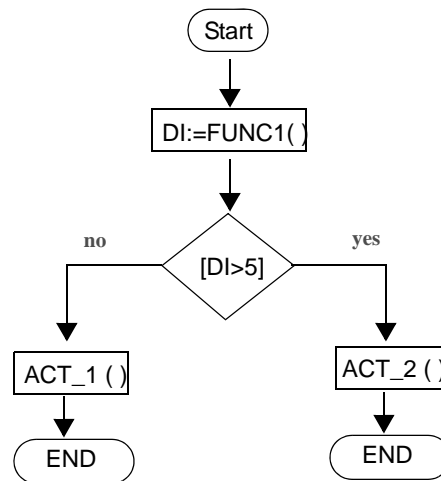 Start
DI:=FUNC1( )
no
yes
[DI>5]
ACT_1 ( )
ACT_2 ( )
END
END